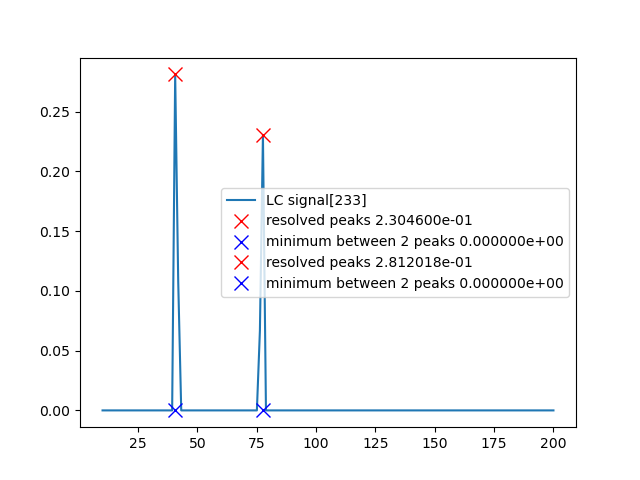 0.25
0.20
0.15
0.10
0.05
0.00
LC signal[233]
resolved peaks 2.304600e-01
minimum between 2 peaks 0.000000e+00
resolved peaks 2.812018e-01
minimum between 2 peaks 0.000000e+00
25 50 75 100 125 150 175 200